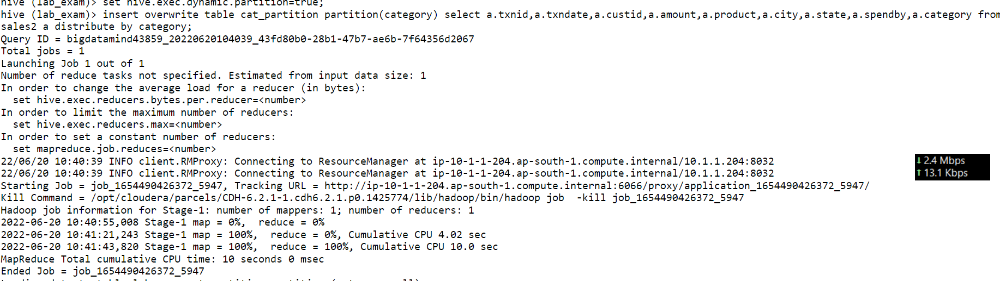 hive (lab_exam)> set hive.exec.dynamic.partition=true;
hive (lab_exam)> insert overwrite table cat_partition partition(category) select a.txnid,a.txndate,a.custid,a.amount,a.product,a.city,a.state,a.spendby,a.category from
sales2 a distribute by category;
Query ID = bigdatamind43859_20220620104039_43fd80b0-28b1-47b7-ae6b-7f64356d2067
Total jobs = 1
Launching Job 1 out of 1
Number of reduce tasks not specified. Estimated from input data size: 1
In order to change the average load for a reducer (in bytes):
  set hive.exec.reducers.bytes.per.reducer=<number>
In order to limit the maximum number of reducers:
  set hive.exec.reducers.max=<number>
In order to set a constant number of reducers:
  set mapreduce.job.reduces=<number>
22/06/20 10:40:39 INFO client.RMProxy: Connecting to ResourceManager at ip-10-1-1-204.ap-south-1.compute.internal/10.1.1.204:8032
↓ 2.4 Mbps
22/06/20 10:40:39 INFO client.RMProxy: Connecting to ResourceManager at ip-10-1-1-204.ap-south-1.compute.internal/10.1.1.204:8032
↑ 13.1 Kbps
Starting Job = job_1654490426372_5947, Tracking URL = http://ip-10-1-1-204.ap-south-1.compute.internal:6066/proxy/application_1654490426372_5947/
Kill Command = /opt/cloudera/parcels/CDH-6.2.1-1.cdh6.2.1.p0.1425774/lib/hadoop/bin/hadoop job  -kill job_1654490426372_5947
Hadoop job information for Stage-1: number of mappers: 1; number of reducers: 1
2022-06-20 10:40:55,008 Stage-1 map = 0%,  reduce = 0%
2022-06-20 10:41:21,243 Stage-1 map = 100%,  reduce = 0%, Cumulative CPU 4.02 sec
2022-06-20 10:41:43,820 Stage-1 map = 100%,  reduce = 100%, Cumulative CPU 10.0 sec
MapReduce Total cumulative CPU time: 10 seconds 0 msec
Ended Job = job_1654490426372_5947